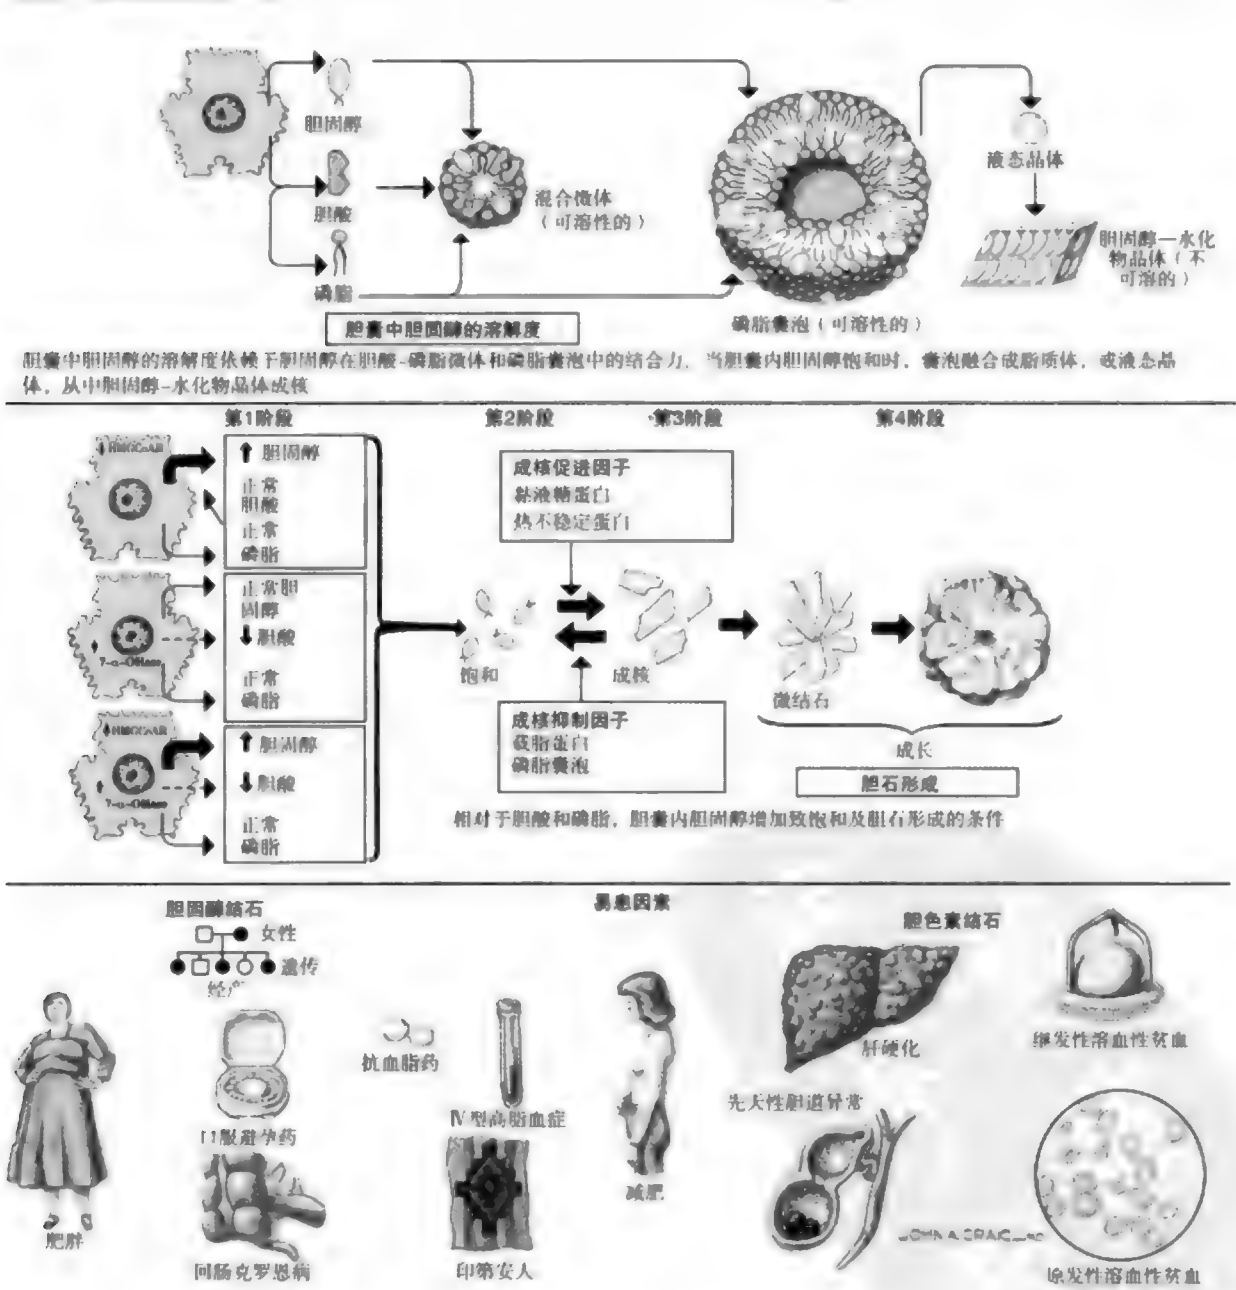 胆固醇
胆酸
磷脂
混合微体
（可溶性的）
液态晶体
胆固醇—水化
物晶体（不
可溶的）
磷脂囊泡（可溶性的）
胆囊中胆固醇的溶解度
胆囊中胆固醇的溶解度依赖于胆固醇在胆酸-磷脂微体和磷脂囊泡中的结合力。当胆囊内胆固醇饱和时，囊泡融合成脂质体，或液态晶
体，从中胆固醇-水化物晶体成核
第1阶段
第2阶段
第3阶段
第4阶段
HMGCoAR
↑ 胆固醇
正常
胆酸
正常
磷脂
7-α-OHase
正常胆
固醇
↓ 胆酸
正常
磷脂
HMGCoAR
7-α-OHase
↑ 胆固醇
↓ 胆酸
正常
磷脂
成核促进因子
黏液糖蛋白
热不稳定蛋白
饱和
成核
成核抑制因子
载脂蛋白
磷脂囊泡
微结石
成长
胆石形成
相对于胆酸和磷脂，胆囊内胆固醇增加致饱和及胆石形成的条件
易患因素
胆固醇结石
女性
遗传
经产
肥胖
口服避孕药
回肠克罗恩病
抗血脂药
Ⅳ型高脂血症
印第安人
减肥
胆色素结石
肝硬化
继发性溶血性贫血
先天性胆道异常
JOHN A. CRAIG
原发性溶血性贫血